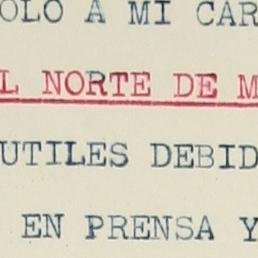 OLO A MI CAR
L NORTE DE M
UTILES DEBID
EN PRENSA Y